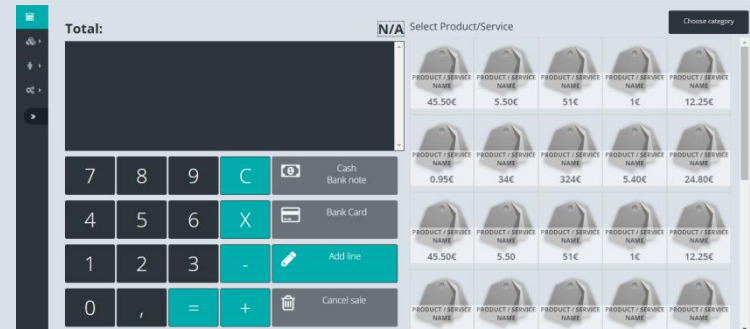 Total:
N/A
Select Product/Service
Choose category
PRODUCT / SERVICE NAME PRODUCT / SERVICE NAME PRODUCT / SERVICE NAME PRODUCT / SERVICE NAME PRODUCT / SERVICE NAME
45.50€ 5.50€ 51€ 1€ 12.25€
PRODUCT / SERVICE NAME PRODUCT / SERVICE NAME PRODUCT / SERVICE NAME PRODUCT / SERVICE NAME PRODUCT / SERVICE NAME
0.95€ 34€ 324€ 5.40€ 24.80€
PRODUCT / SERVICE NAME PRODUCT / SERVICE NAME PRODUCT / SERVICE NAME PRODUCT / SERVICE NAME PRODUCT / SERVICE NAME
45.50€ 5.50 51€ 1€ 12.25€
PRODUCT / SERVICE NAME PRODUCT / SERVICE NAME PRODUCT / SERVICE NAME PRODUCT / SERVICE NAME PRODUCT / SERVICE NAME
7 8 9 C
Cash
Bank note
4 5 6 X
Bank Card
1 2 3 -
Add line
0 , = +
Cancel sale